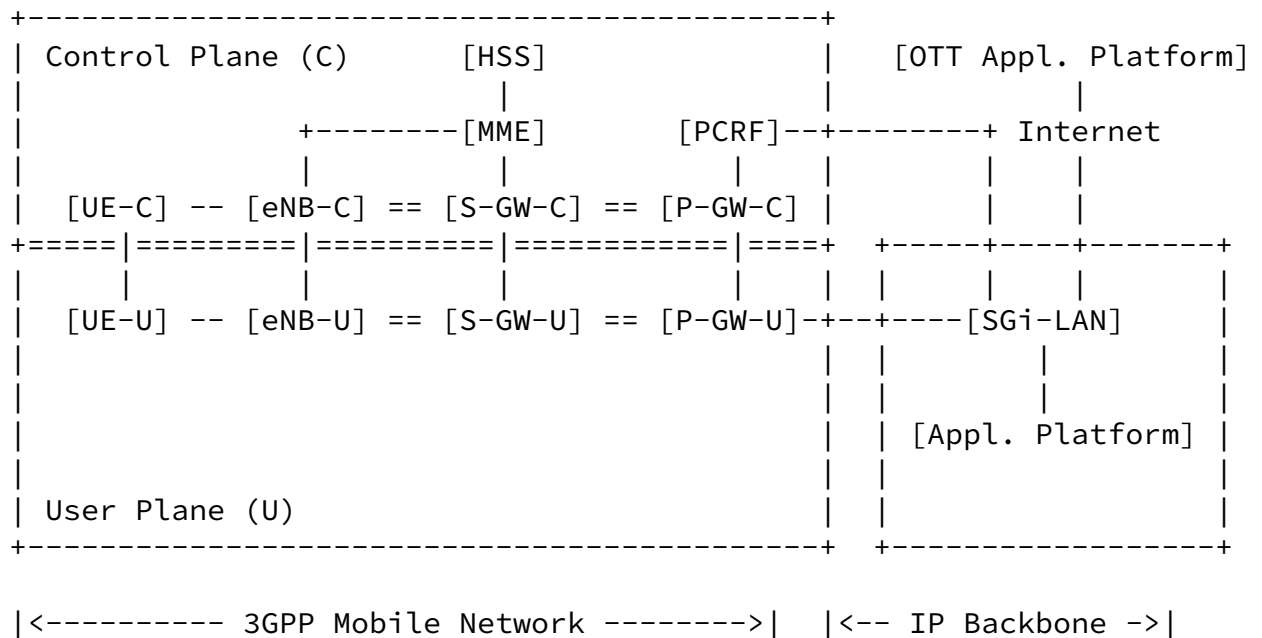 +--------------------------------------------+
| Control Plane (C)      [HSS]               |   [OTT Appl. Platform]
|                          |                 |             |
|               +--------[MME]       [PCRF]--+--------+ Internet
|               |          |            |    |        |    |
|  [UE-C] -- [eNB-C] == [S-GW-C] == [P-GW-C] |        |    |
+=====|=========|==========|============|====+  +-----+----+-------+
|     |         |          |            |    |  |     |    |       |
|  [UE-U] -- [eNB-U] == [S-GW-U] == [P-GW-U]-+--+----[SGi-LAN]     |
|                                            |  |        |         |
|                                            |  |        |         |
|                                            |  | [Appl. Platform] |
|                                            |  |                  |
| User Plane (U)                             |  |                  |
+--------------------------------------------+  +------------------+

|<---------- 3GPP Mobile Network -------->|  |<-- IP Backbone ->|